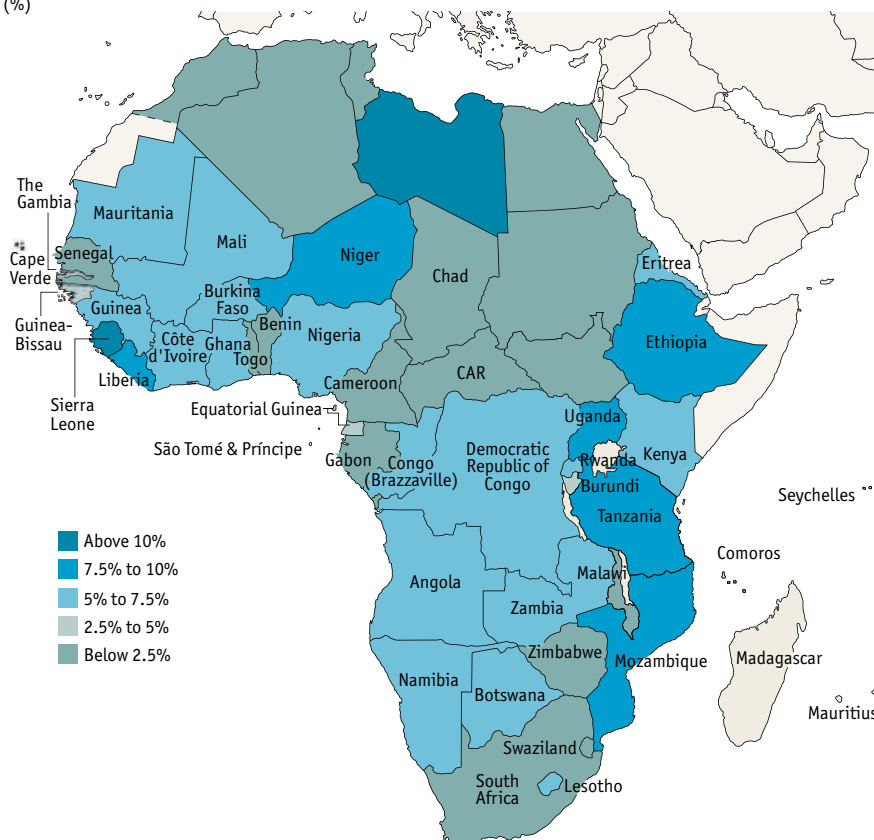 (%)
The
Gambia
Mauritania
Mali
Niger
Chad
Eritrea
Cape
Verde
Senegal
Burkina
Faso
Guinea
Guinea-
Bissau
Côte
d'Ivoire
Ghana
Togo
Benin
Nigeria
Ethiopia
Liberia
Sierra
Leone
Cameroon
CAR
Equatorial Guinea
Uganda
São Tomé & Príncipe
Gabon
Congo
(Brazzaville)
Democratic
Republic of
Congo
Rwanda
Kenya
Burundi
Tanzania
Seychelles
Above 10%
7.5% to 10%
5% to 7.5%
2.5% to 5%
Below 2.5%
Comoros
Angola
Malawi
Zambia
Zimbabwe
Mozambique
Madagascar
Namibia
Botswana
Mauritius
Swaziland
South
Africa
Lesotho